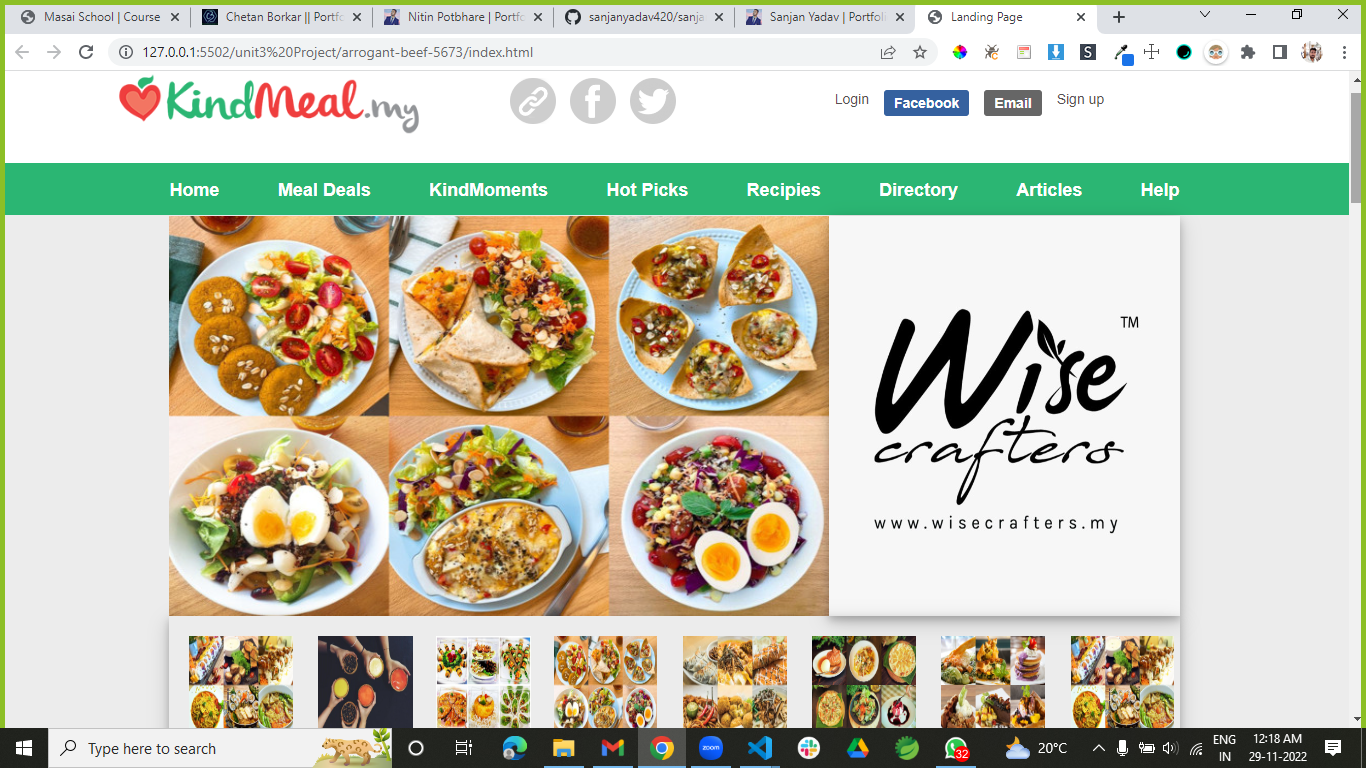 Masai School | Course
Chetan Borkar || Portfo
Nitin Potbhare | Portfo
sanjanyadav420/sanja
Sanjan Yadav | Portfoli
Landing Page
127.0.0.1:5502/unit3%20Project/arrogant-beef-5673/index.html
KindMeal.my
Login
Facebook
Email
Sign up
Home
Meal Deals
KindMoments
Hot Picks
Recipies
Directory
Articles
Help
Wise TM
crafters
www.wisecrafters.my
Type here to search
zoom
32
20°C
ENG
IN
12:18 AM
29-11-2022